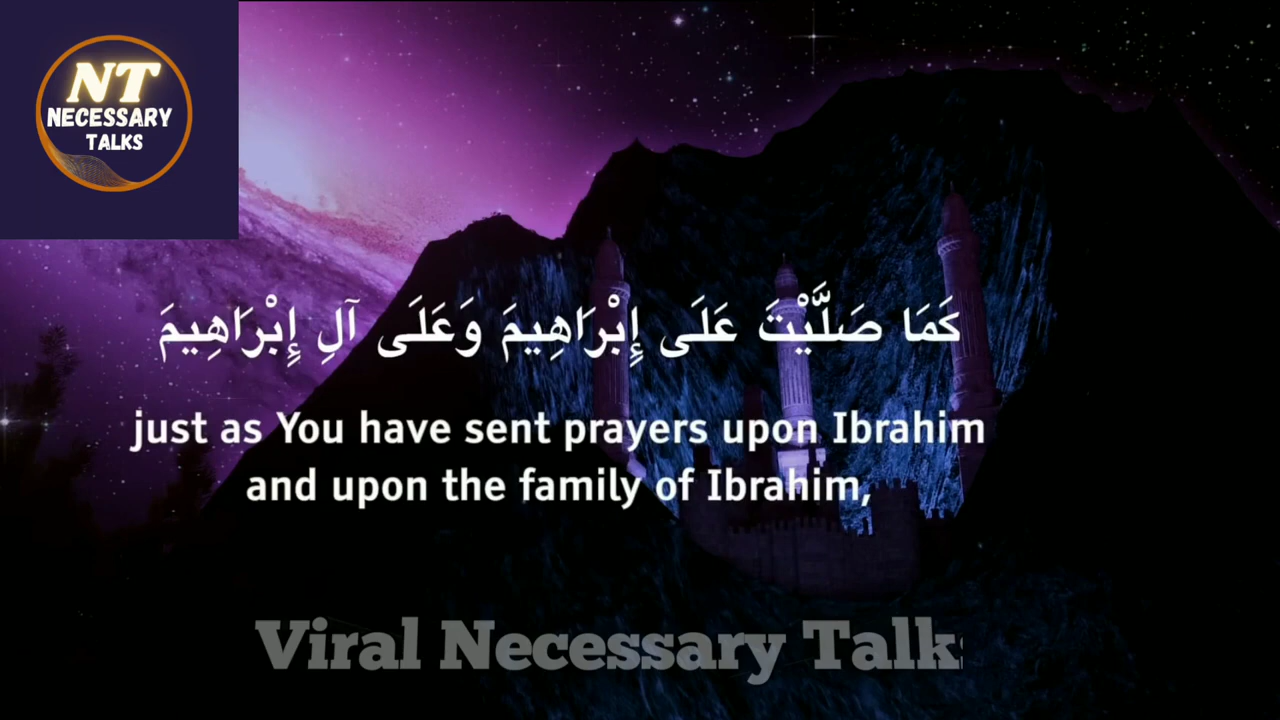 NT
NECESSARY
TALKS
كَمَا صَلَّيْتَ عَلَى إِبْرَاهِيمَ وَعَلَى آلِ إِبْرَاهِيمَ
just as You have sent prayers upon Ibrahim
and upon the family of Ibrahim,
Viral Necessary Talks